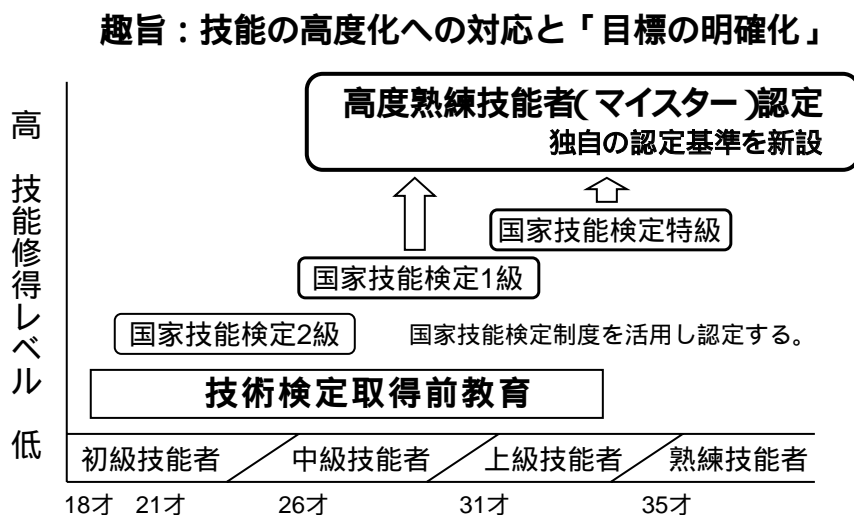 趣旨:技能の高度化への対応と「目標の明確化」
高度熟練技能者(マイスター)認定
独自の認定基準を新設
国家技能検定特級
国家技能検定1級
国家技能検定2級
国家技能検定制度を活用し認定する。
技術検定取得前教育
高 技能修得レベル 低
初級技能者 中級技能者 上級技能者 熟練技能者
18才 21才 26才 31才 35才